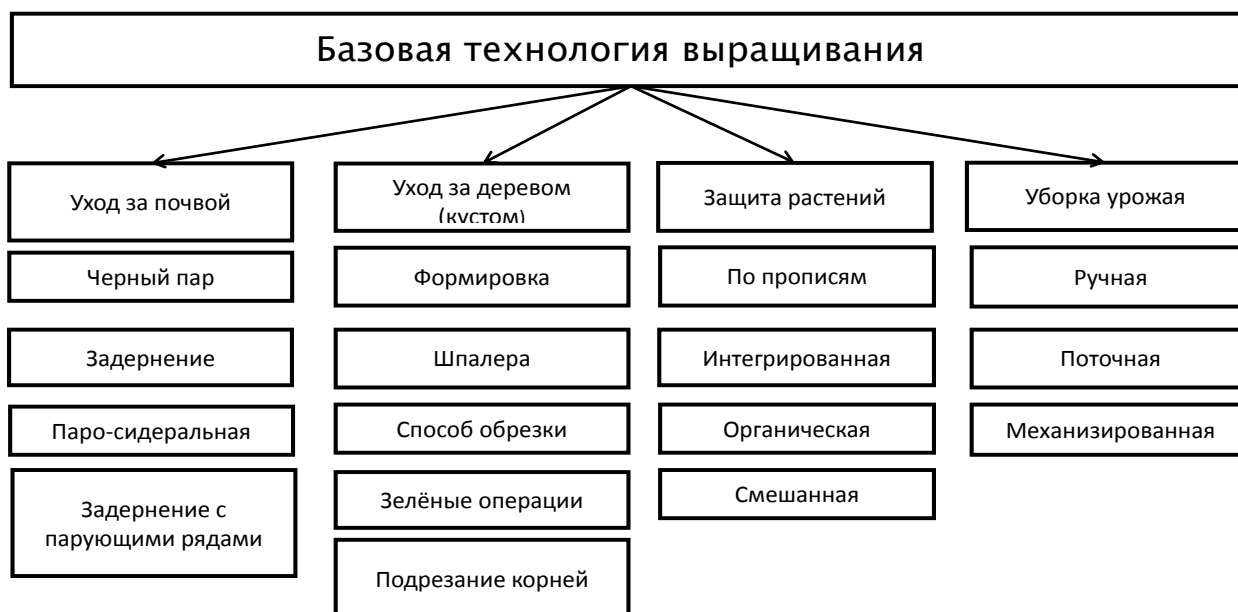 Базовая технология выращивания
Уход за почвой
Черный пар
Задернение
Паро-сидеральная
Задернение с
парующими рядами
Уход за деревом
(кустом)
Формировка
Шпалера
Способ обрезки
Зелёные операции
Подрезание корней
Защита растений
По прописям
Интегрированная
Органическая
Смешанная
Уборка урожая
Ручная
Поточная
Механизированная